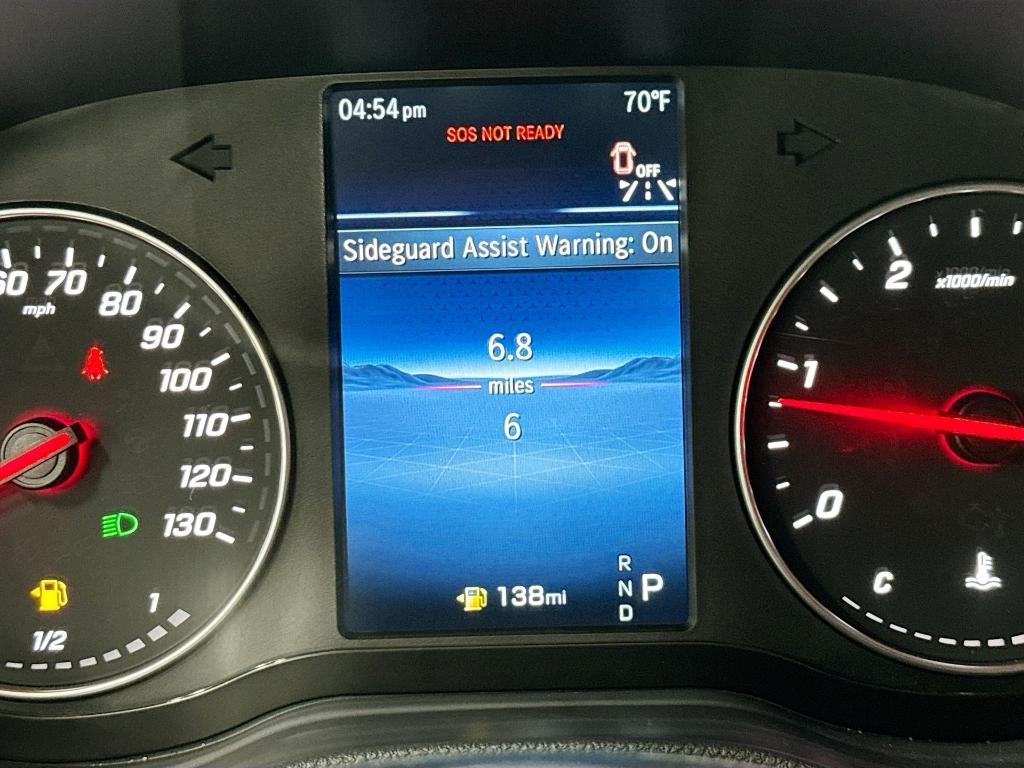 04:54 pm 70°F
SOS NOT READY
OFF
Sideguard Assist Warning: On
6.8
miles
6
138mi
R
N
D
P
60
70
mph
80
90
100
110
120
130
1/2
1
2
x1000/min
1
0
C